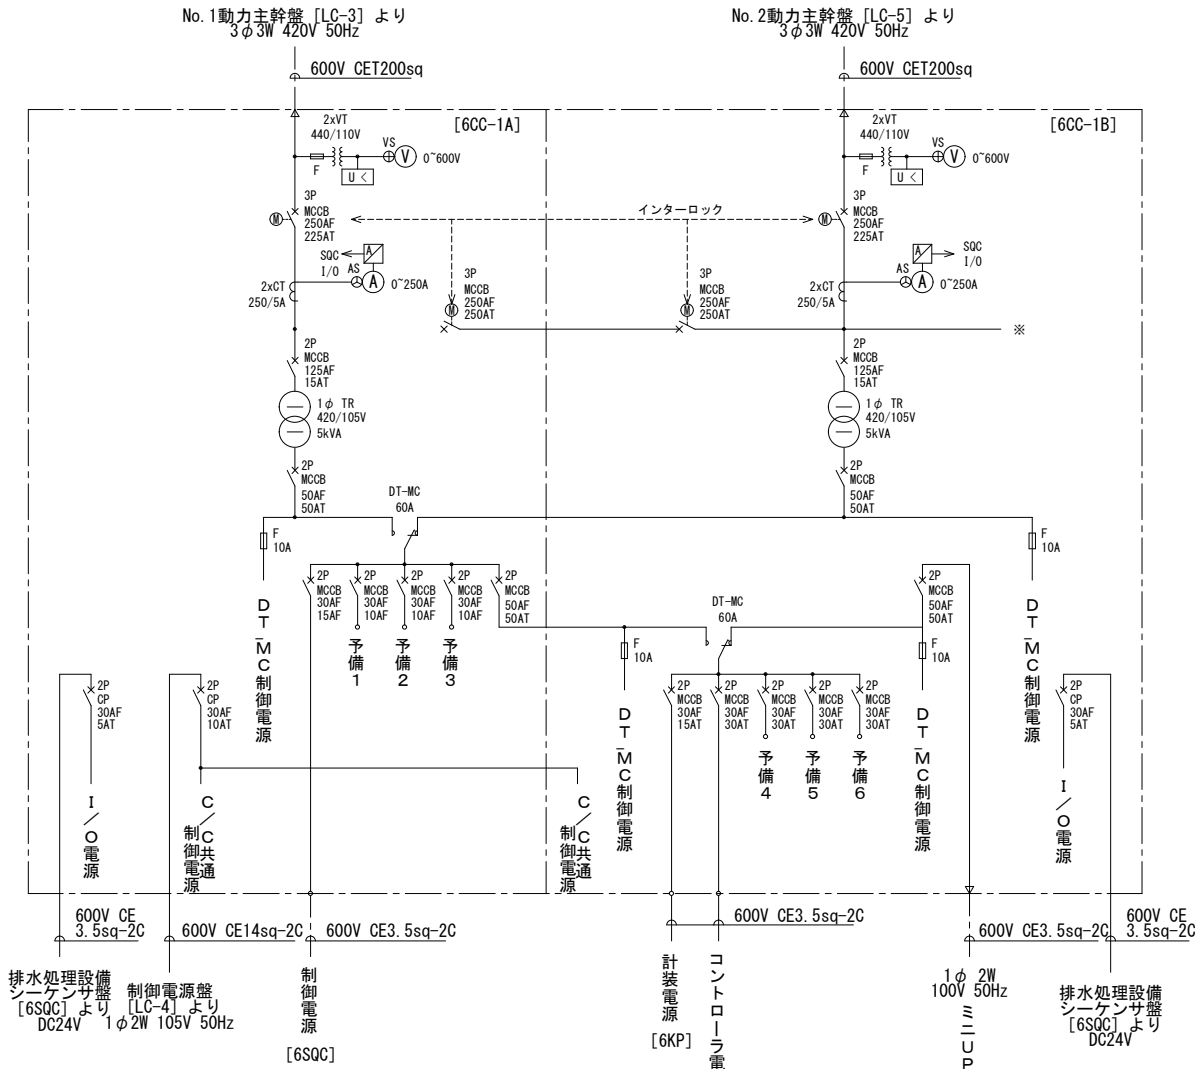 No.1動力主幹盤 [LC-3] より
3φ3W 420V 50Hz
600V CET200sq
No.2動力主幹盤 [LC-5] より
3φ3W 420V 50Hz
600V CET200sq
[6CC-1A]
[6CC-1B]
2xVT
440/110V
F
VS
V
0~600V
U <
3P
MCCB
250AF
225AT
M
SQC
I/O
A
AS
A
0~250A
2xCT
250/5A
インターロック
3P
MCCB
250AF
250AT
M
3P
MCCB
250AF
250AT
M
2xVT
440/110V
F
VS
V
0~600V
U <
3P
MCCB
250AF
225AT
M
A
SQC
I/O
AS
A
0~250A
2xCT
250/5A
※
2P
MCCB
125AF
15AT
1φ TR
420/105V
5kVA
2P
MCCB
50AF
50AT
2P
MCCB
125AF
15AT
1φ TR
420/105V
5kVA
2P
MCCB
50AF
50AT
DT-MC
60A
F
10A
DT-MC制御電源
2P
MCCB
30AF
15AF
2P
MCCB
30AF
10AF
予備1
2P
MCCB
30AF
10AF
予備2
2P
MCCB
30AF
10AF
予備3
2P
MCCB
50AF
50AT
DT-MC
60A
F
10A
DT-MC制御電源
2P
MCCB
50AF
50AT
F
10A
DT-MC制御電源
F
10A
DT-MC制御電源
2P
MCCB
30AF
15AT
2P
MCCB
30AF
30AT
2P
MCCB
30AF
30AT
予備4
2P
MCCB
30AF
30AT
予備5
2P
MCCB
30AF
30AT
予備6
2P
CP
30AF
5AT
I/O電源
2P
CP
30AF
10AT
C/C共通
制御電源
C/C共通
制御電源
2P
CP
30AF
5AT
I/O電源
600V CE
3.5sq-2C
600V CE14sq-2C
600V CE3.5sq-2C
600V CE3.5sq-2C
600V CE3.5sq-2C
600V CE
3.5sq-2C
排水処理設備
シーケンサ盤
[6SQC] より
DC24V
制御電源盤
[LC-4] より
1φ2W 105V 50Hz
制御電源
[6SQC]
計装電源
[6KP]
コントローラ電
1φ 2W
100V 50Hz
ミニUP
排水処理設備
シーケンサ盤
[6SQC] より
DC24V